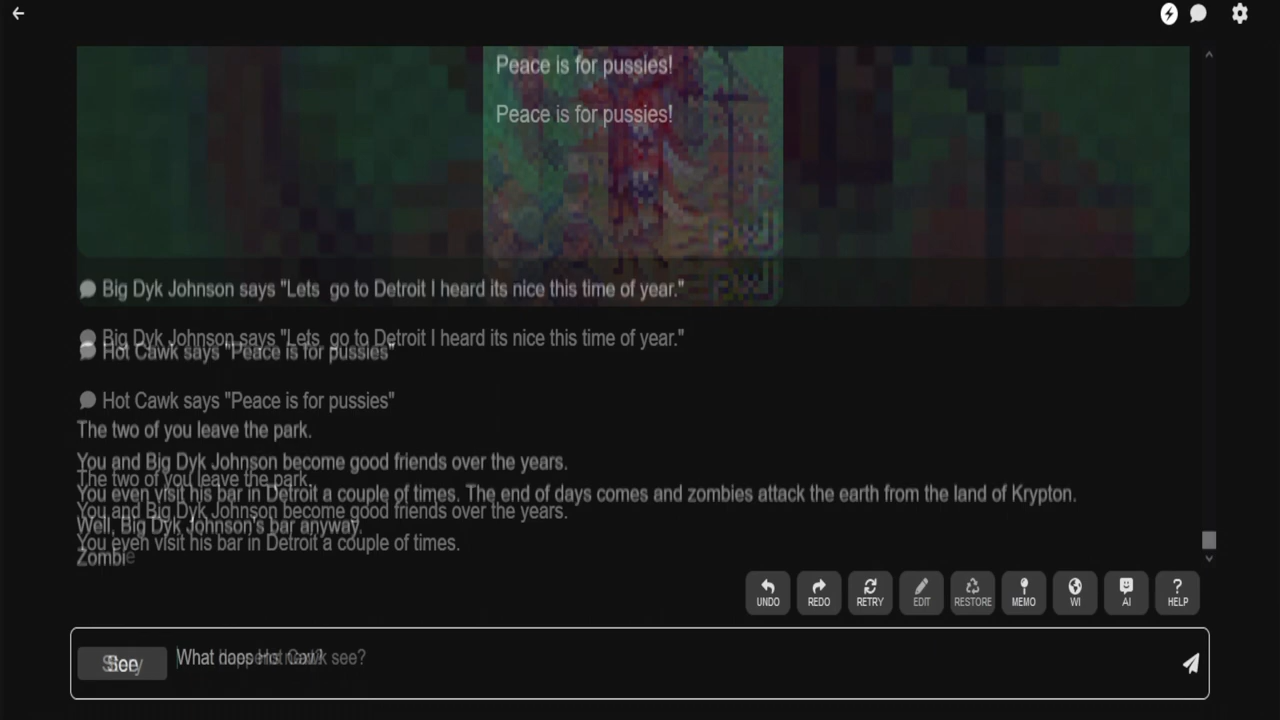 Peace is for pussies!
Peace is for pussies!
Big Dyk Johnson says "Lets go to Detroit I heard its nice this time of year."
Big Dyk Johnson says "Lets go to Detroit I heard its nice this time of year."
Hot Cawk says "Peace is for pussies"
Hot Cawk says "Peace is for pussies"
The two of you leave the park.
You and Big Dyk Johnson become good friends over the years.
The two of you leave the park.
You even visit his bar in Detroit a couple of times. The end of days comes and zombies attack the earth from the land of Krypton.
You and Big Dyk Johnson become good friends over the years.
Well, Big Dyk Johnson's bar anyway.
You even visit his bar in Detroit a couple of times.
Zombie
UNDO REDO RETRY EDIT RESTORE MEMO WI AI HELP
See What see?